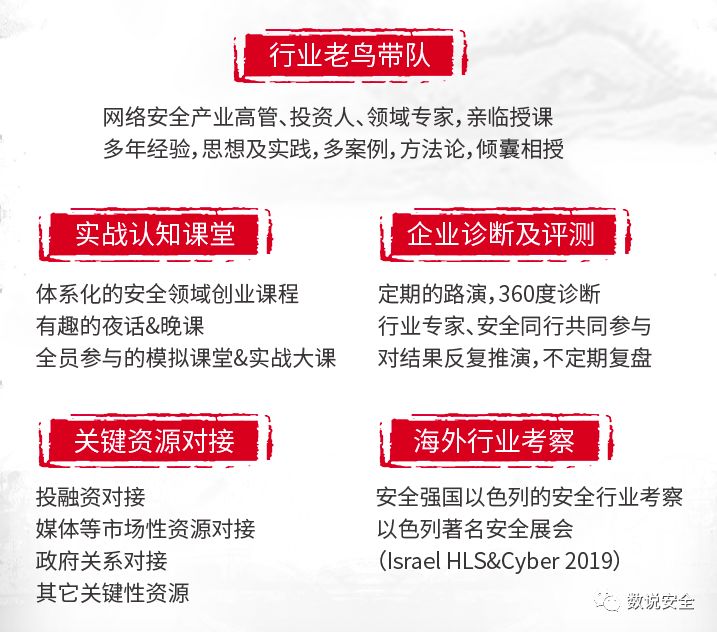 行业老鸟带队
网络安全产业高管、投资人、领域专家，亲临授课
多年经验，思想及实践，多案例，方法论，倾囊相授
实战认知课堂
体系化的安全领域创业课程
有趣的夜话&晚课
全员参与的模拟课堂&实战大课
企业诊断及评测
定期的路演，360度诊断
行业专家、安全同行共同参与
对结果反复推演，不定期复盘
关键资源对接
投融资对接
媒体等市场性资源对接
政府关系对接
其它关键性资源
海外行业考察
安全强国以色列的安全行业考察
以色列著名安全展会
（Israel HLS&Cyber 2019）
数说安全